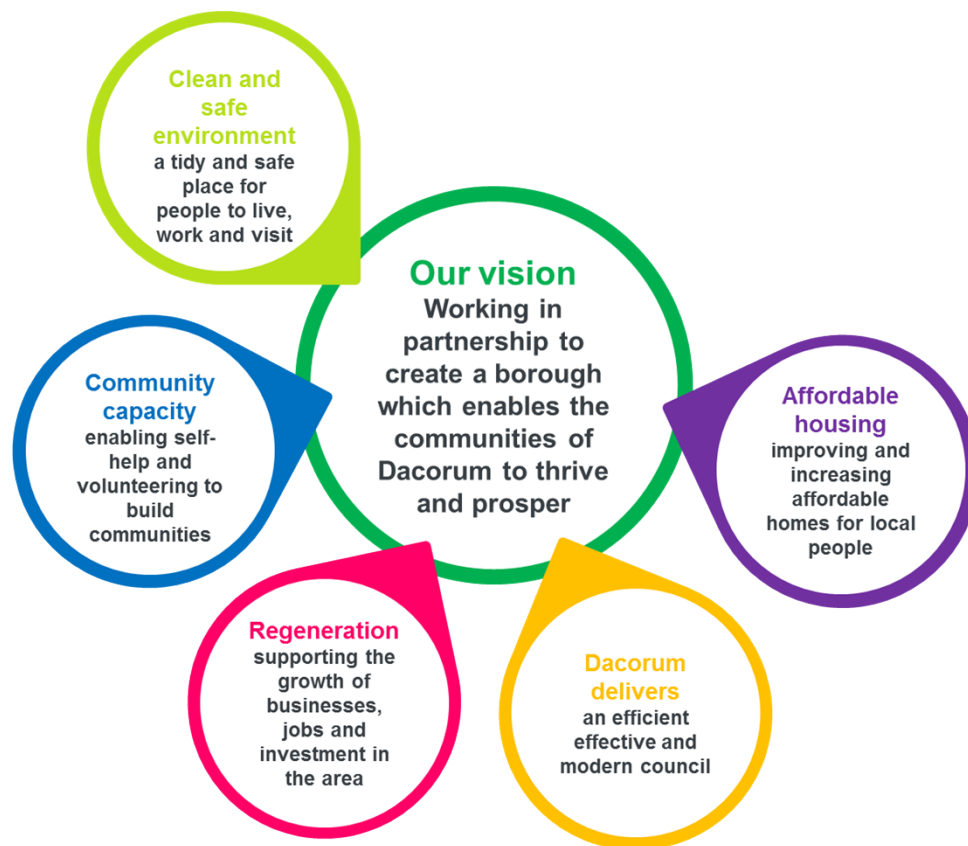 Clean and
safe
environment
a tidy and safe
place for
people to live,
work and visit
Our vision
Working in
partnership to
create a borough
which enables the
communities of
Dacorum to thrive
and prosper
Community
capacity
enabling self-
help and
volunteering to
build
communities
Affordable
housing
improving and
increasing
affordable
homes for local
people
Regeneration
supporting the
growth of
businesses,
jobs and
investment in
the area
Dacorum
delivers
an efficient
effective and
modern council